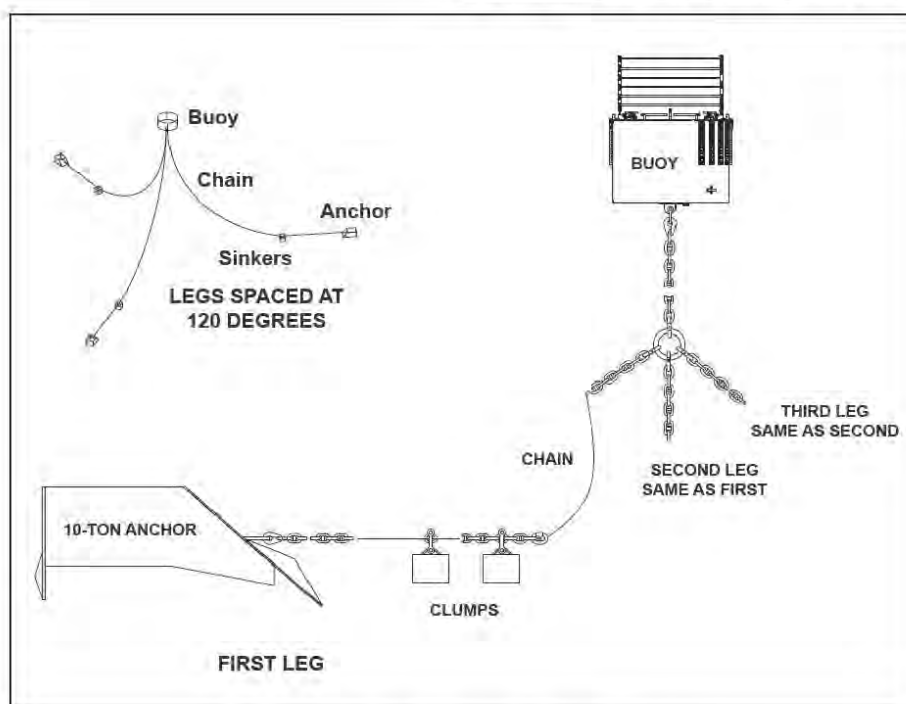 Buoy
Chain
Anchor
Sinkers
LEGS SPACED AT
120 DEGREES
BUOY
THIRD LEG
SAME AS SECOND
CHAIN
SECOND LEG
SAME AS FIRST
10-TON ANCHOR
CLUMPS
FIRST LEG